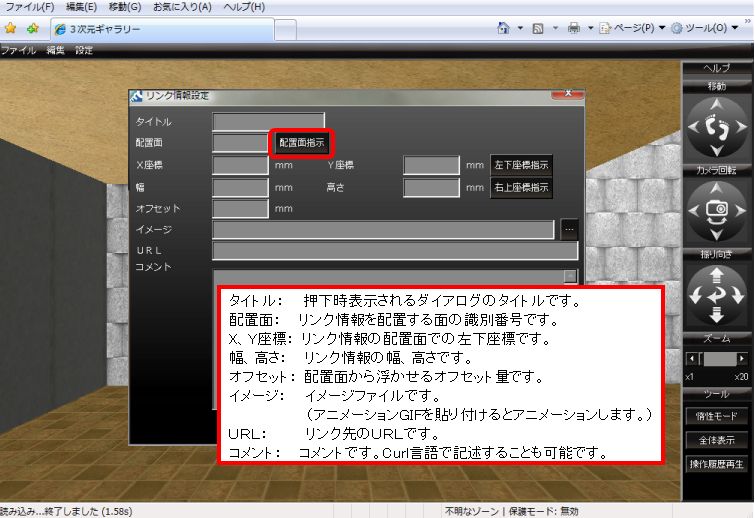 ファイル(F) 編集(E) 移動(G) お気に入り(A) ヘルプ(H)
3次元ギャラリー
ページ(P) ツール(O)
ファイル 編集 設定
ヘルプ
移動
リンク情報設定
タイトル
配置面 配置面指示
X座標 mm Y座標 mm 左下座標指示
幅 mm 高さ mm 右上座標指示
オフセット mm
イメージ ...
URL
コメント
カメラ回転
振り向き
ズーム
x1 x20
ツール
慣性モード
全体表示
操作履歴再生
タイトル: 押下時表示されるダイアログのタイトルです。
配置面: リンク情報を配置する面の識別番号です。
X、Y座標: リンク情報の配置面での左下座標です。
幅、高さ: リンク情報の幅、高さです。
オフセット: 配置面から浮かせるオフセット量です。
イメージ: イメージファイルです。
(アニメーションGIFを貼り付けるとアニメーションします。)
URL: リンク先のURLです。
コメント: コメントです。Curl言語で記述することも可能です。
読み込み...終了しました (1.58s) 不明なゾーン | 保護モード: 無効